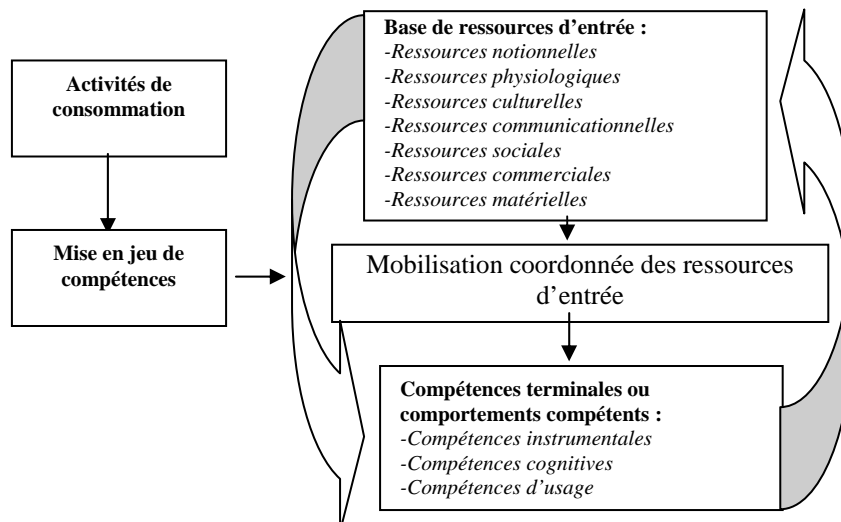 Activités de
consommation
Mise en jeu de
compétences
Base de ressources d’entrée :
-Ressources notionnelles
-Ressources physiologiques
-Ressources culturelles
-Ressources communicationnelles
-Ressources sociales
-Ressources commerciales
-Ressources matérielles
Mobilisation coordonnée des ressources
d’entrée
Compétences terminales ou
comportements compétents :
-Compétences instrumentales
-Compétences cognitives
-Compétences d’usage